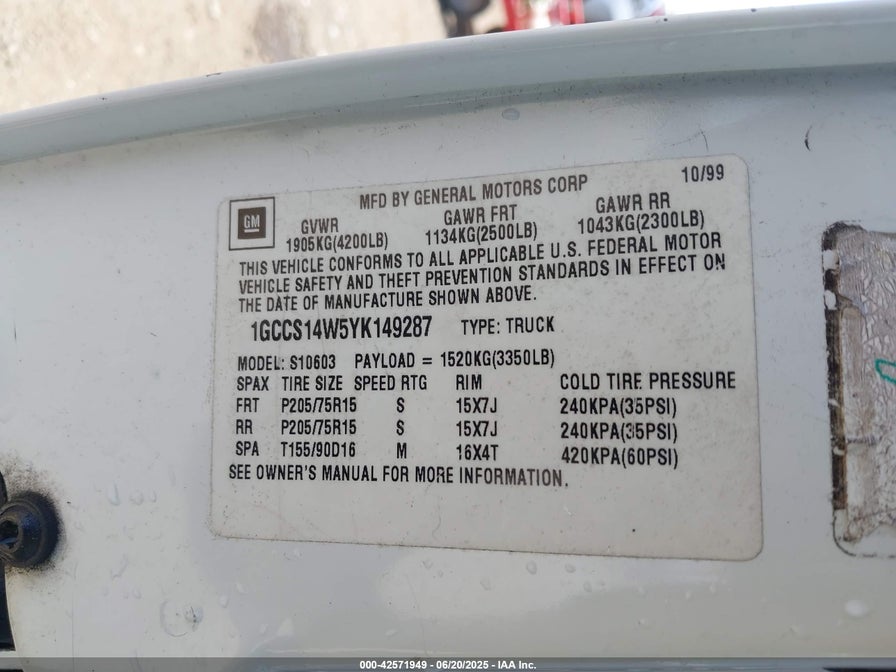 GM
MFD BY GENERAL MOTORS CORP 10/99
GVWR GAWR FRT GAWR RR
1905KG(4200LB) 1134KG(2500LB) 1043KG(2300LB)
THIS VEHICLE CONFORMS TO ALL APPLICABLE U.S. FEDERAL MOTOR
VEHICLE SAFETY AND THEFT PREVENTION STANDARDS IN EFFECT ON
THE DATE OF MANUFACTURE SHOWN ABOVE.
1GCCS14W5YK149287 TYPE: TRUCK
MODEL: S10603 PAYLOAD = 1520KG(3350LB)
SPAX TIRE SIZE SPEED RTG RIM COLD TIRE PRESSURE
FRT P205/75R15 S 15X7J 240KPA(35PSI)
RR P205/75R15 S 15X7J 240KPA(35PSI)
SPA T155/90D16 M 16X4T 420KPA(60PSI)
SEE OWNER'S MANUAL FOR MORE INFORMATION.
000-42571949 - 06/20/2025 - IAA Inc.